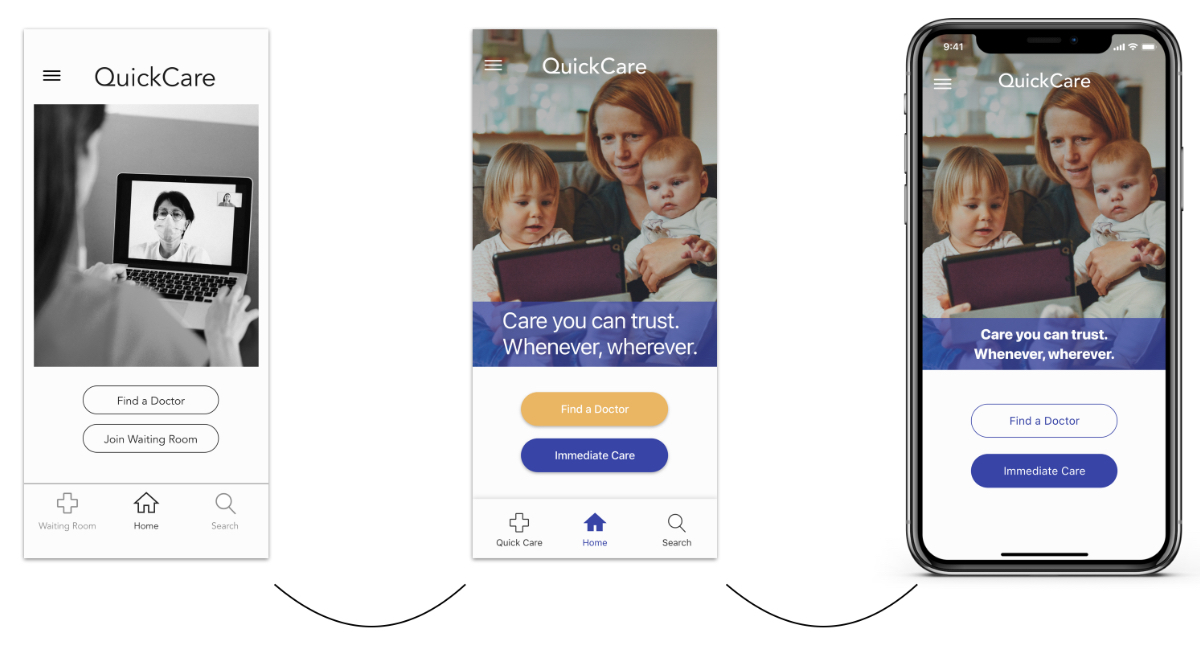 QuickCare
Find a Doctor
Join Waiting Room
Waiting Room
Home
Search
QuickCare
Care you can trust.
Whenever, wherever.
Find a Doctor
Immediate Care
Quick Care
Home
Search
9:41
QuickCare
Care you can trust.
Whenever, wherever.
Find a Doctor
Immediate Care